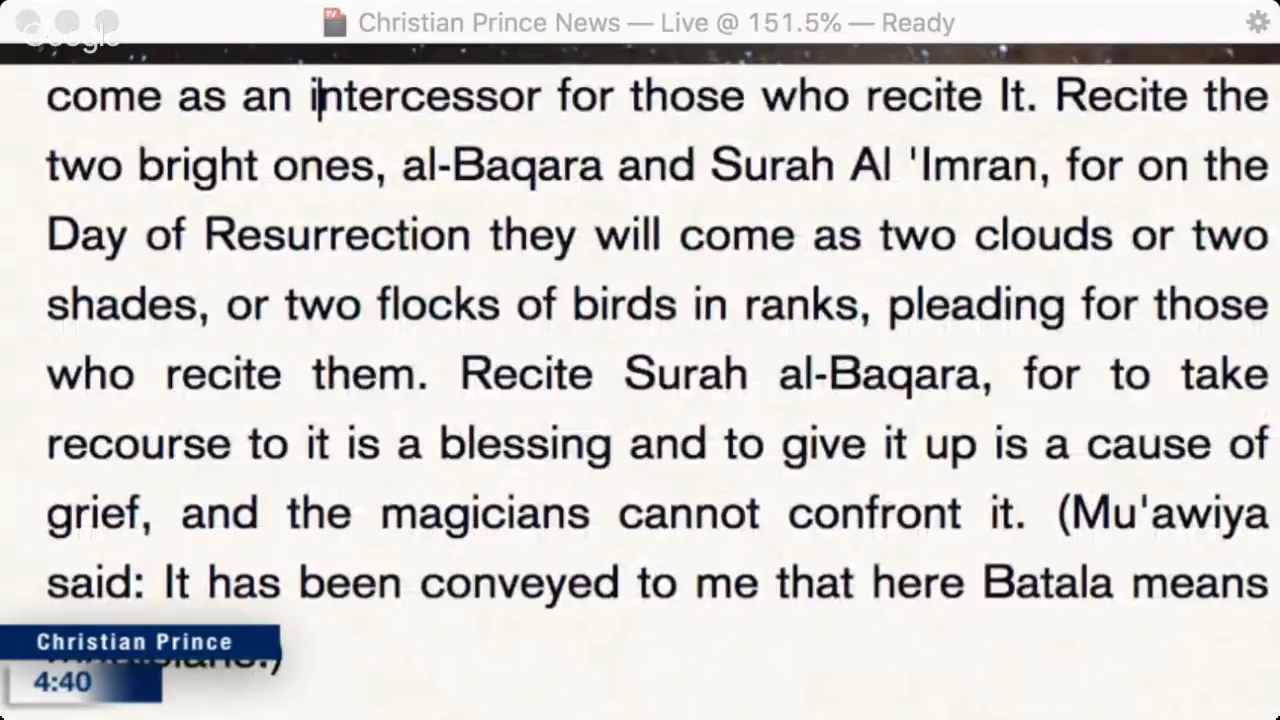 Christian Prince News — Live @ 151.5% — Ready
Google
come as an intercessor for those who recite It. Recite the
two bright ones, al-Baqara and Surah Al 'Imran, for on the
Day of Resurrection they will come as two clouds or two
shades, or two flocks of birds in ranks, pleading for those
who recite them. Recite Surah al-Baqara, for to take
recourse to it is a blessing and to give it up is a cause of
grief, and the magicians cannot confront it. (Mu'awiya
said: It has been conveyed to me that here Batala means
Christian Prince
4:40